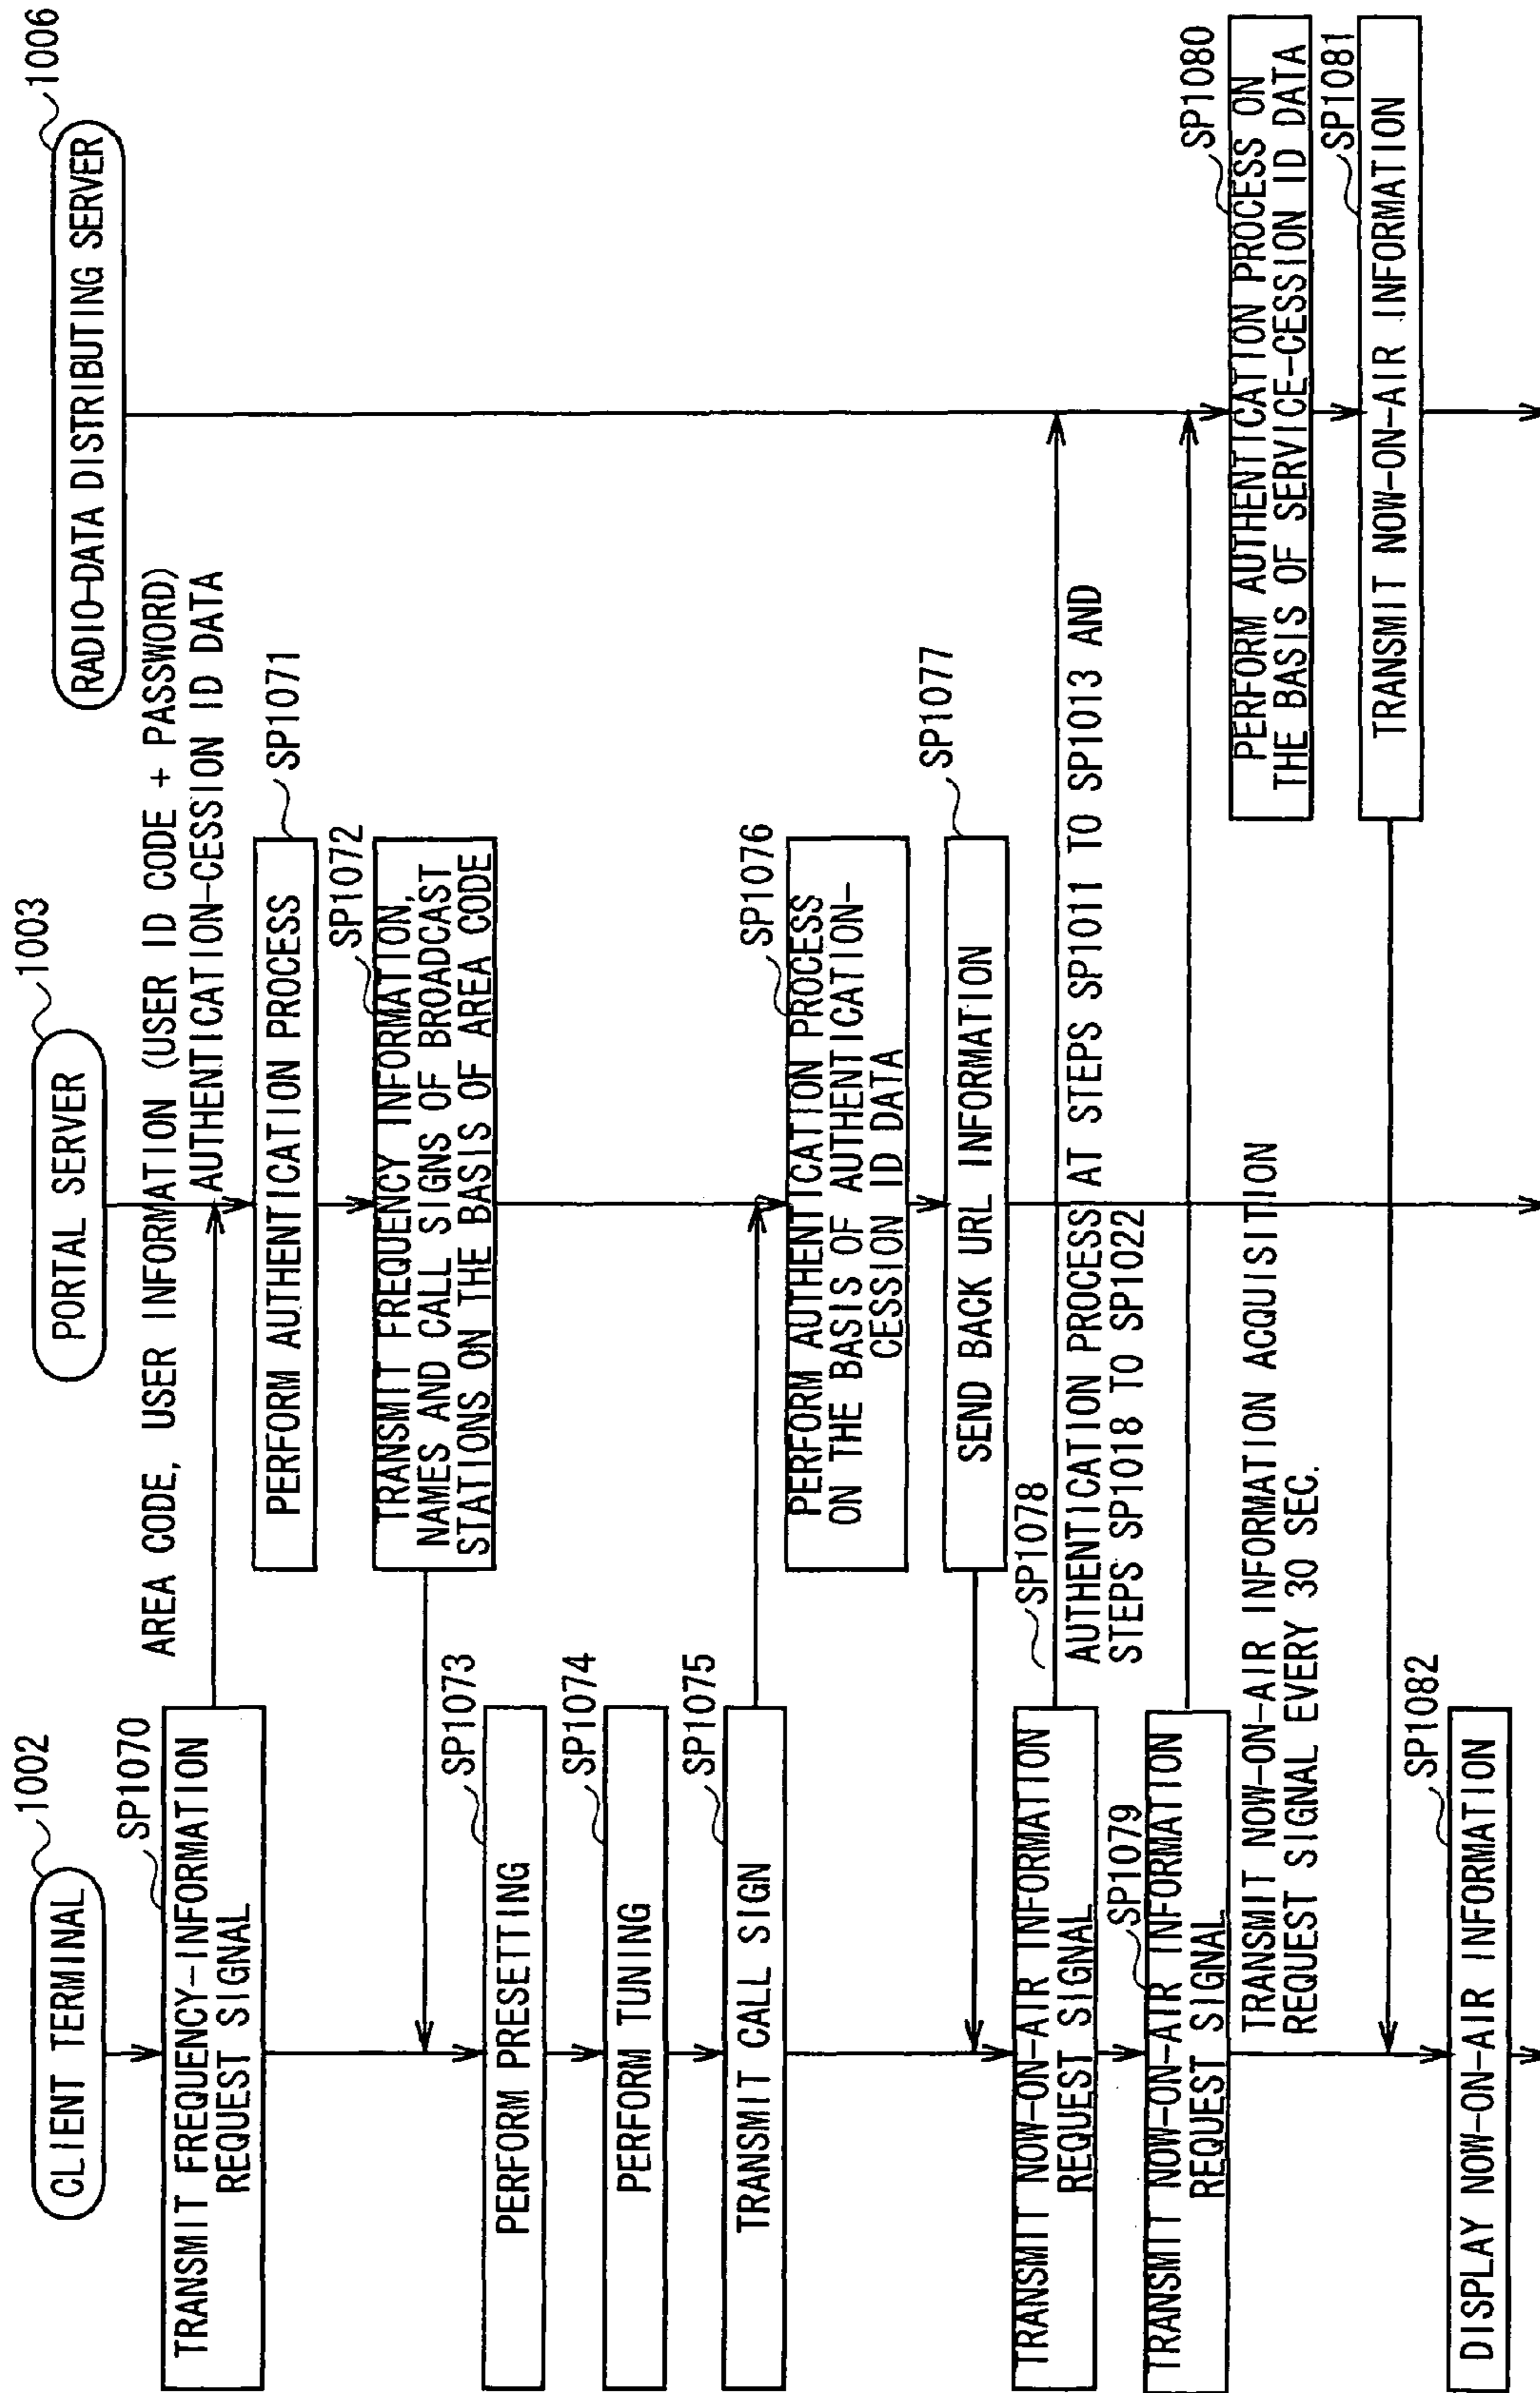 CLIENT TERMINAL
1002
PORTAL SERVER
1003
RADIO-DATA DISTRIBUTING SERVER
1006
SP1070
TRANSMIT FREQUENCY-INFORMATION
REQUEST SIGNAL
AREA CODE, USER INFORMATION (USER ID CODE + PASSWORD)
AUTHENTICATION-CESSION ID DATA
SP1071
PERFORM AUTHENTICATION PROCESS
SP1072
TRANSMIT FREQUENCY INFORMATION,
NAMES AND CALL SIGNS OF BROADCAST
STATIONS ON THE BASIS OF AREA CODE
SP1073
PERFORM PRESETTING
SP1074
PERFORM TUNING
SP1075
TRANSMIT CALL SIGN
SP1076
PERFORM AUTHENTICATION PROCESS
ON THE BASIS OF AUTHENTICATION-
CESSION ID DATA
SP1077
SEND BACK URL INFORMATION
SP1078
TRANSMIT NOW-ON-AIR INFORMATION
REQUEST SIGNAL
AUTHENTICATION PROCESS AT STEPS SP1011 TO SP1013 AND
STEPS SP1018 TO SP1022
SP1079
TRANSMIT NOW-ON-AIR INFORMATION
REQUEST SIGNAL
TRANSMIT NOW-ON-AIR INFORMATION ACQUISITION
REQUEST SIGNAL EVERY 30 SEC.
SP1080
PERFORM AUTHENTICATION PROCESS ON
THE BASIS OF SERVICE-CESSION ID DATA
SP1081
TRANSMIT NOW-ON-AIR INFORMATION
SP1082
DISPLAY NOW-ON-AIR INFORMATION